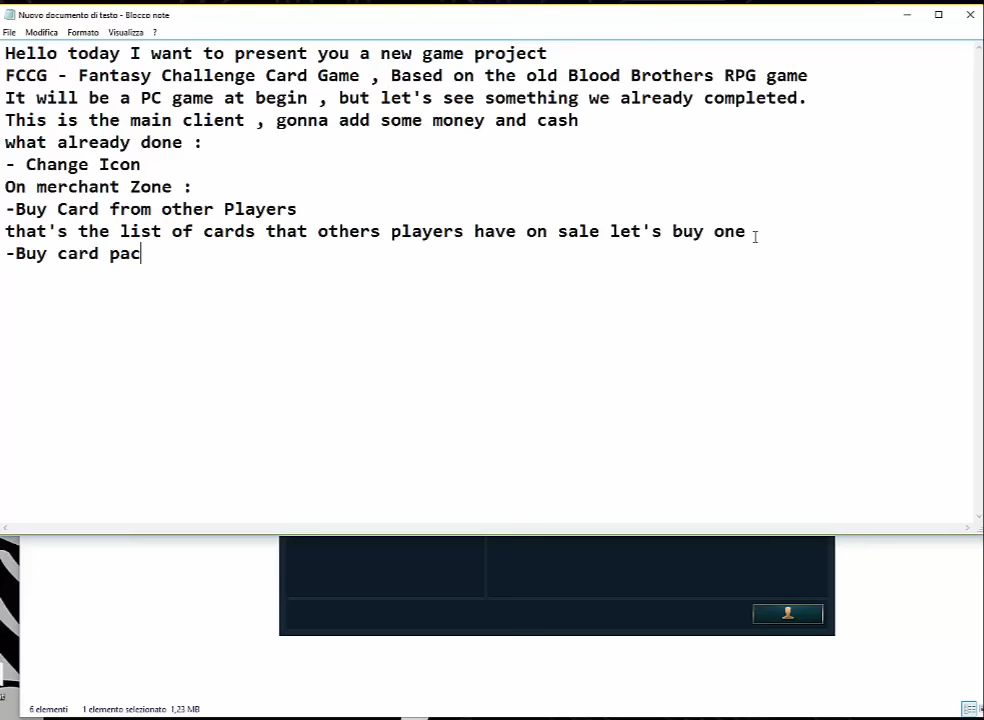 Nuovo documento di testo - Blocco note
File Modifica Formato Visualizza ?
Hello today I want to present you a new game project
FCCG - Fantasy Challenge Card Game , Based on the old Blood Brothers RPG game
It will be a PC game at begin , but let's see something we already completed.
This is the main client , gonna add some money and cash
what already done :
- Change Icon
On merchant Zone :
-Buy Card from other Players
that's the list of cards that others players have on sale let's buy one
-Buy card pac
6 elementi 1 elemento selezionato 1,23 MB